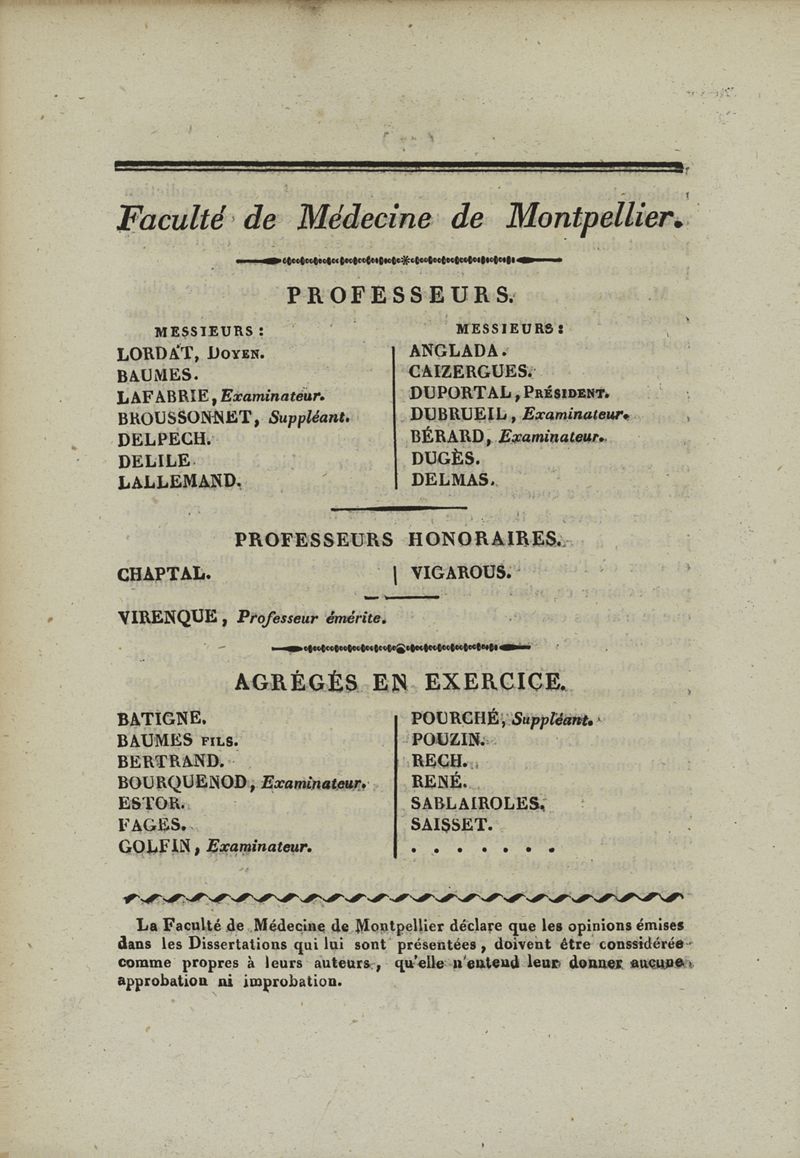 Faculté de Médecine de Montpellier.
PROFESSEURS.
MESSIEURS:
LORDAT, DOYEN.
BAUMES.
LAFABRIE, Examinateur.
BROUSSONNET, Suppléant.
DELPECH.
DELILE
LALLEMAND.
MESSIEURS:
ANGLADA.
CAIZERGUES.
DUPORTAL, PRÉSIDENT.
DUBRUEIL, Examinateur.
BÉRARD, Examinateur.
DUGÈS.
DELMAS.
PROFESSEURS HONORAIRES.
CHAPTAL. | VIGAROUS.
VIRENQUE, Professeur émérite.
AGRÉGÉS EN EXERCICE.
BATIGNE.
BAUMES FILS.
BERTRAND.
BOURQUENOD, Examinateur.
ESTOR.
FAGES.
GOLFIN, Examinateur.
POURCHÉ, Suppléant.
POUZIN.
RECH.
RENÉ.
SABLAIROLES.
SAISSET.
. . . . . . .
La Faculté de Médecine de Montpellier déclare que les opinions émises
dans les Dissertations qui lui sont présentées, doivent être conssidérée
comme propres à leurs auteurs, qu'elle n'entend leur donner aucune
approbation ni improbation.